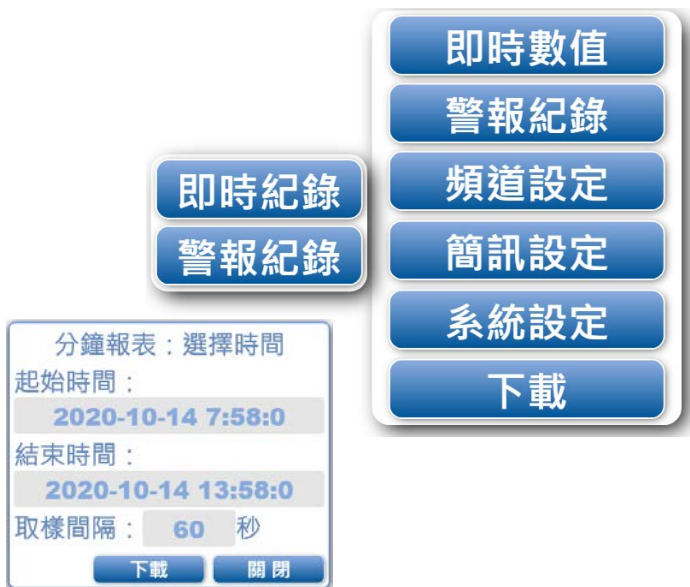 即時數值
警報紀錄
頻道設定
簡訊設定
系統設定
下載
即時紀錄
警報紀錄
分鐘報表：選擇時間
起始時間：
2020-10-14 7:58:0
結束時間：
2020-10-14 13:58:0
取樣間隔： 60 秒
下載 關閉